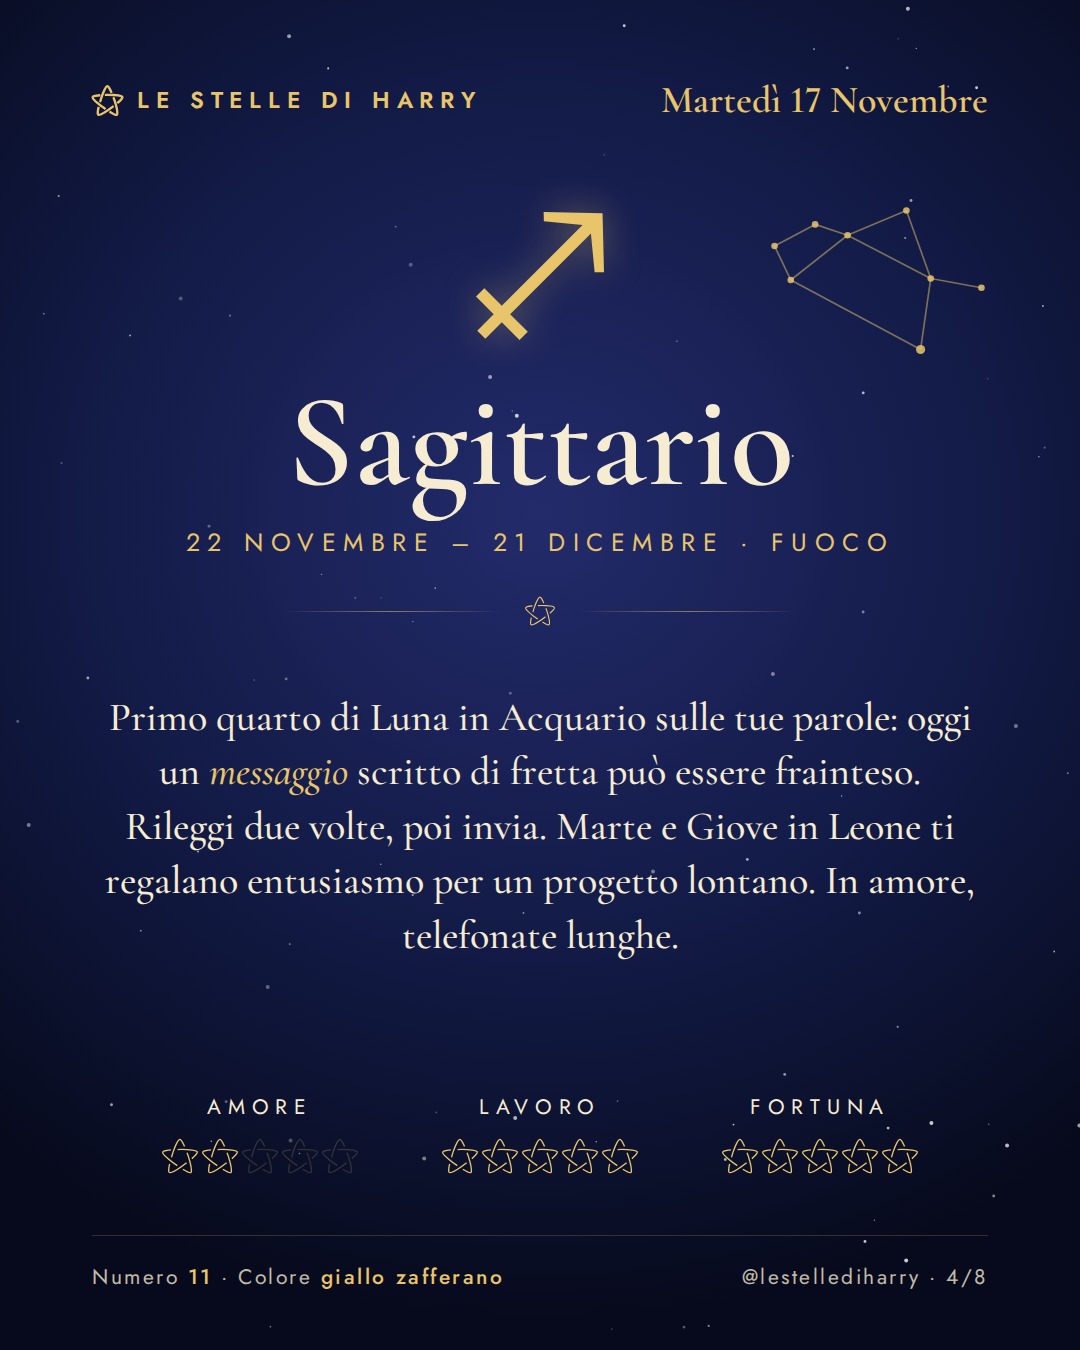 LE STELLE DI HARRY
Martedì 17 Novembre
Sagittario
22 NOVEMBRE – 21 DICEMBRE · FUOCO
Primo quarto di Luna in Acquario sulle tue parole: oggi
un messaggio scritto di fretta può essere frainteso.
Rileggi due volte, poi invia. Marte e Giove in Leone ti
regalano entusiasmo per un progetto lontano. In amore,
telefonate lunghe.
AMORE
LAVORO
FORTUNA
Numero 11 · Colore giallo zafferano
@lestellediharry · 4/8